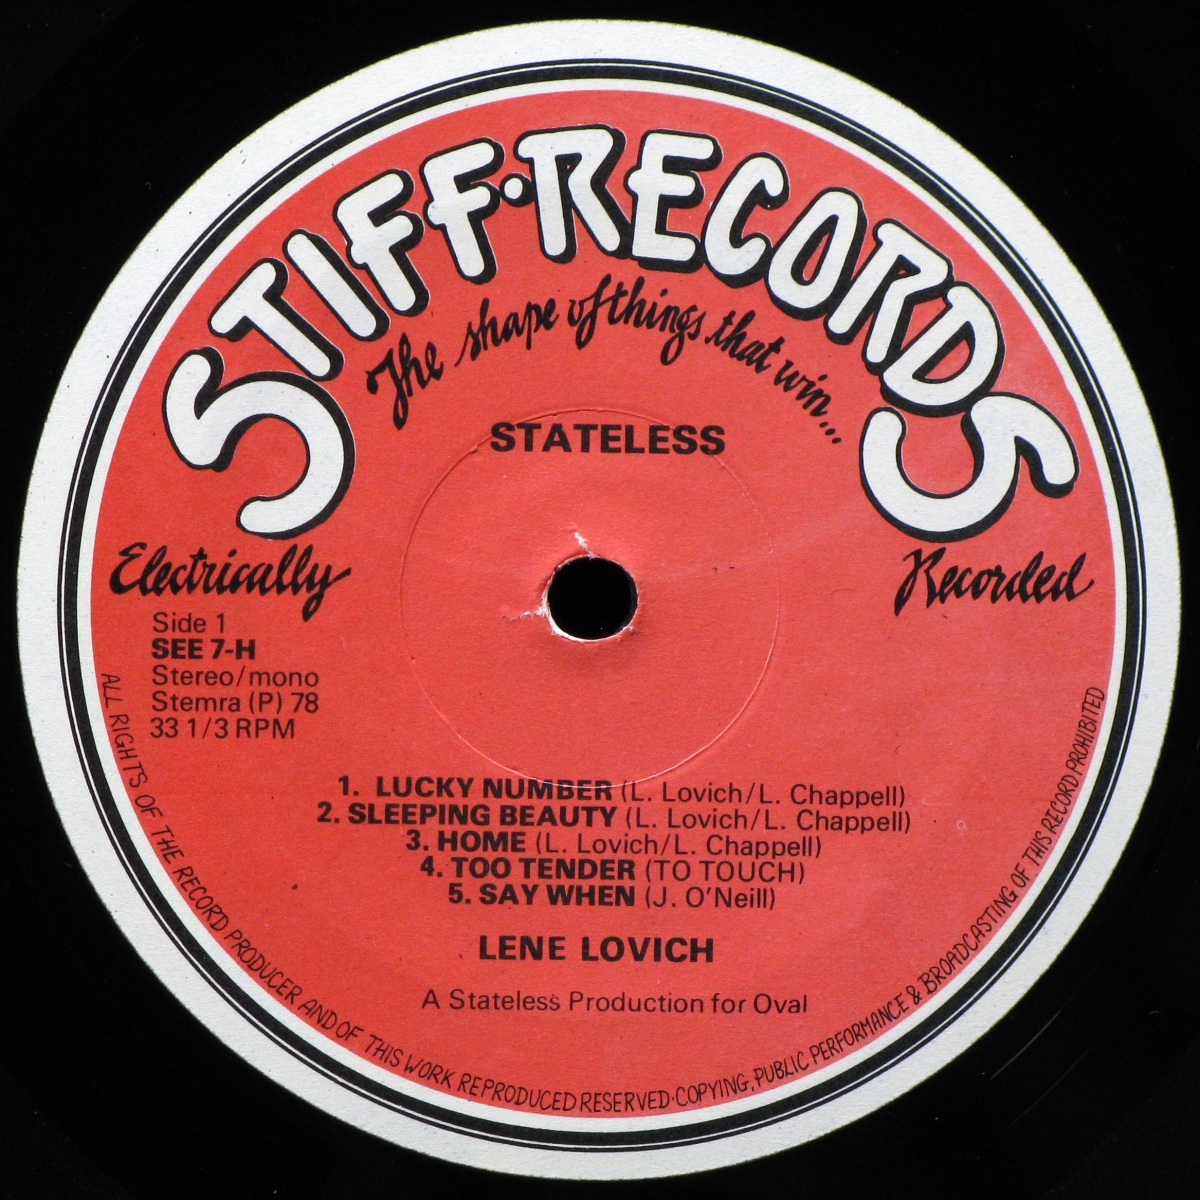 STIFF·RECORDS
The shape of things that win...
STATELESS
Electrically
Recorded
Side 1
SEE 7-H
Stereo/mono
Stemra (P) 78
33 1/3 RPM
1. LUCKY NUMBER (L. Lovich/L. Chappell)
2. SLEEPING BEAUTY (L. Lovich/L. Chappell)
3. HOME (L. Lovich/L. Chappell)
4. TOO TENDER (TO TOUCH)
5. SAY WHEN (J. O'Neill)
LENE LOVICH
A Stateless Production for Oval
ALL RIGHTS OF THE RECORD PRODUCER AND OF THIS WORK REPRODUCED RESERVED·COPYING, PUBLIC PERFORMANCE & BROADCASTING OF THIS RECORD PROHIBITED